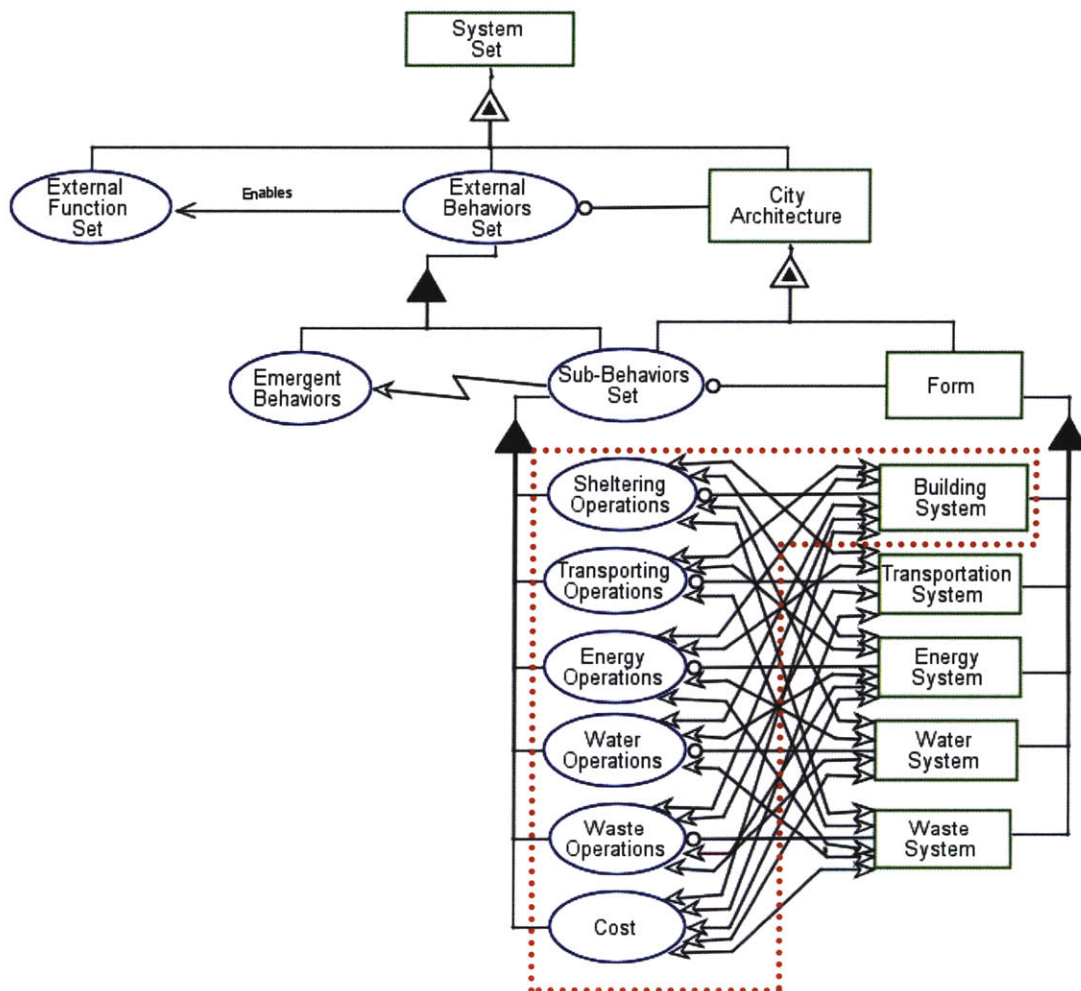 System
Set
External
Function
Set
Enables
External
Behaviors
Set
City
Architecture
Emergent
Behaviors
Sub-Behaviors
Set
Form
Sheltering
Operations
Building
System
Transporting
Operations
Transportation
System
Energy
Operations
Energy
System
Water
Operations
Water
System
Waste
Operations
Waste
System
Cost